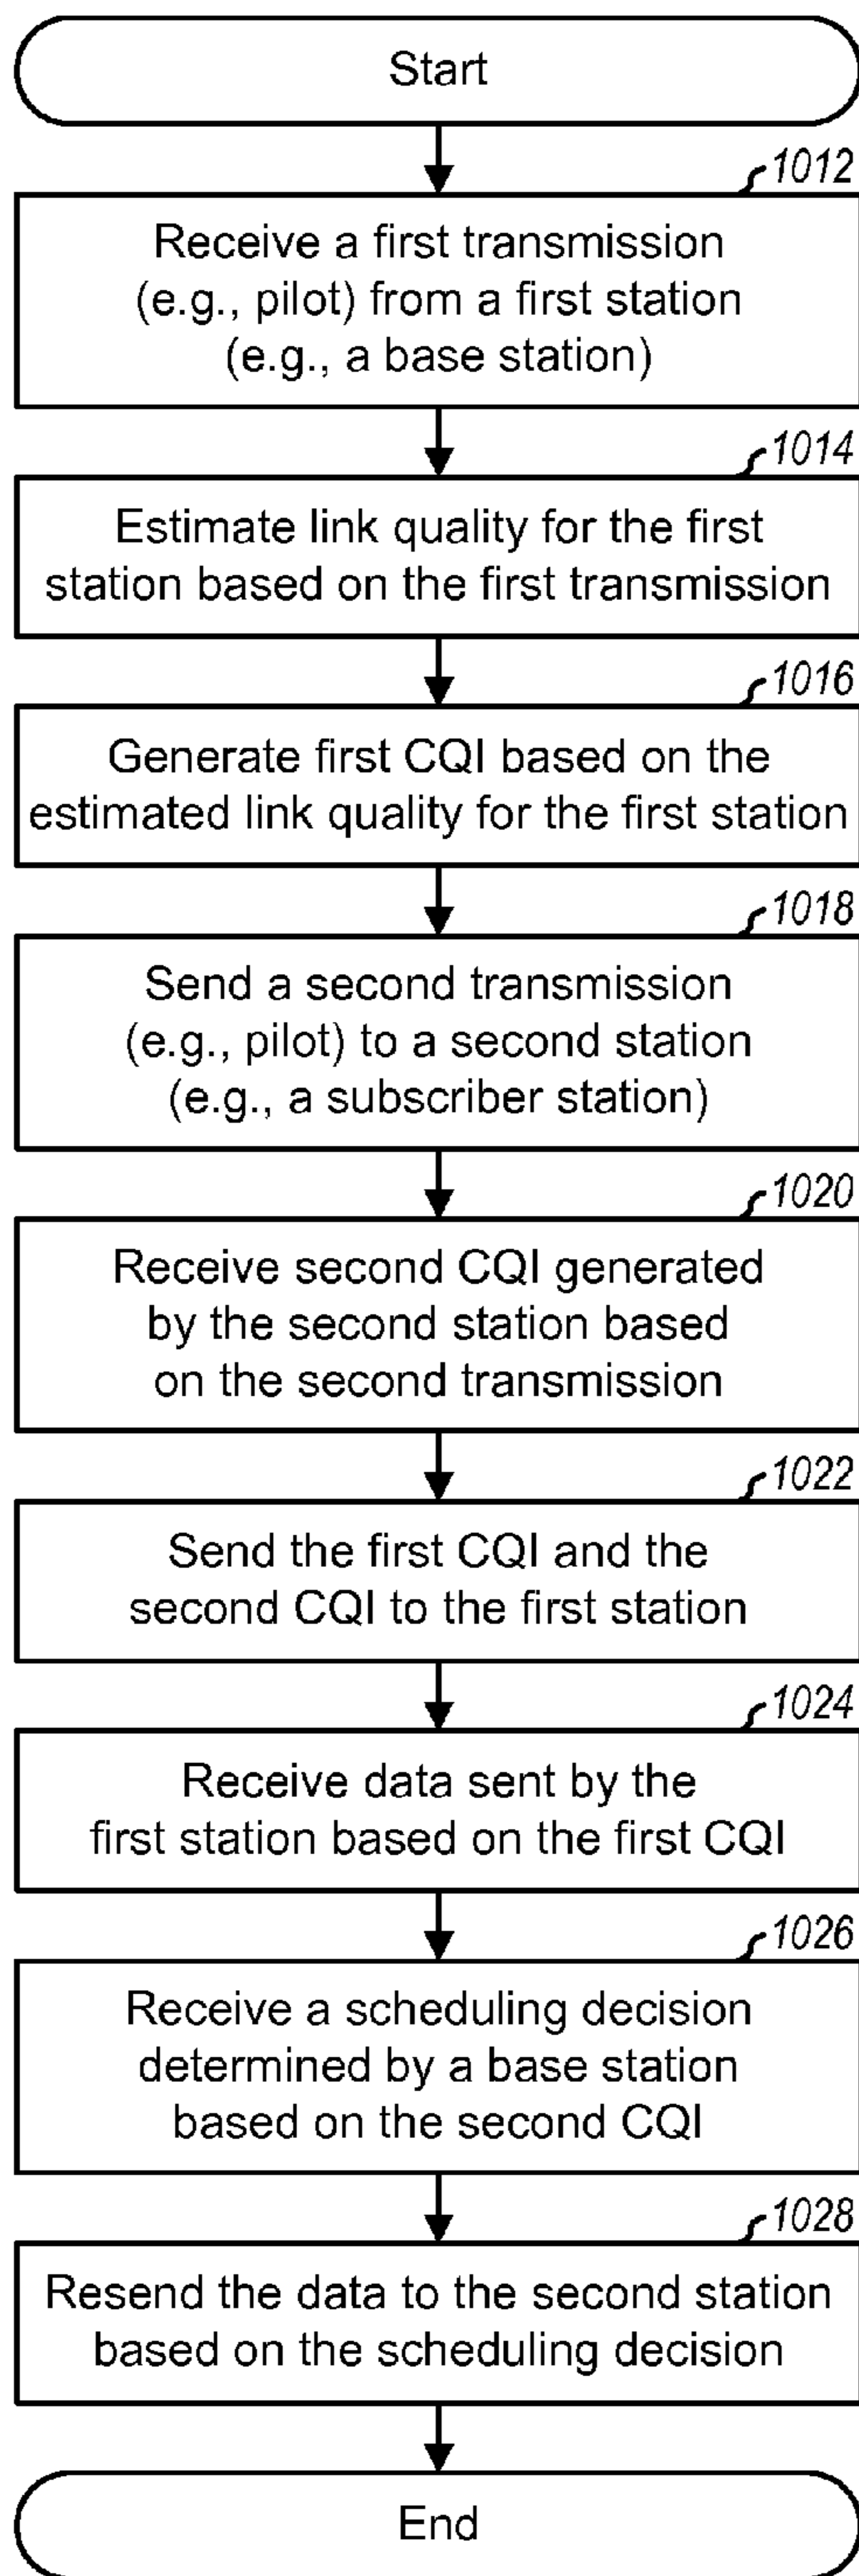 Start
1012
Receive a first transmission
(e.g., pilot) from a first station
(e.g., a base station)
1014
Estimate link quality for the first
station based on the first transmission
1016
Generate first CQI based on the
estimated link quality for the first station
1018
Send a second transmission
(e.g., pilot) to a second station
(e.g., a subscriber station)
1020
Receive second CQI generated
by the second station based
on the second transmission
1022
Send the first CQI and the
second CQI to the first station
1024
Receive data sent by the
first station based on the first CQI
1026
Receive a scheduling decision
determined by a base station
based on the second CQI
1028
Resend the data to the second station
based on the scheduling decision
End